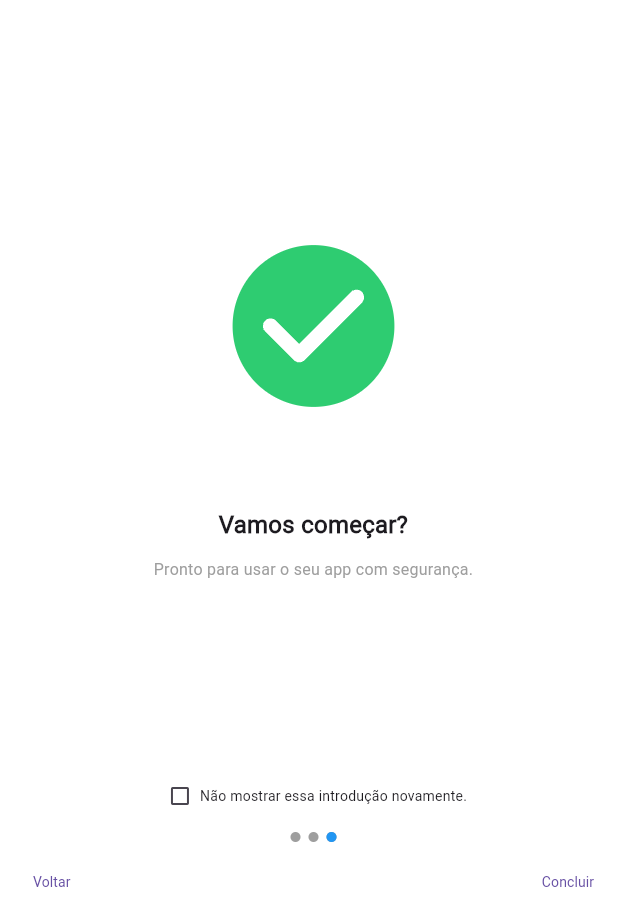 Vamos começar?
Pronto para usar o seu app com segurança.
Não mostrar essa introdução novamente.
Voltar
Concluir